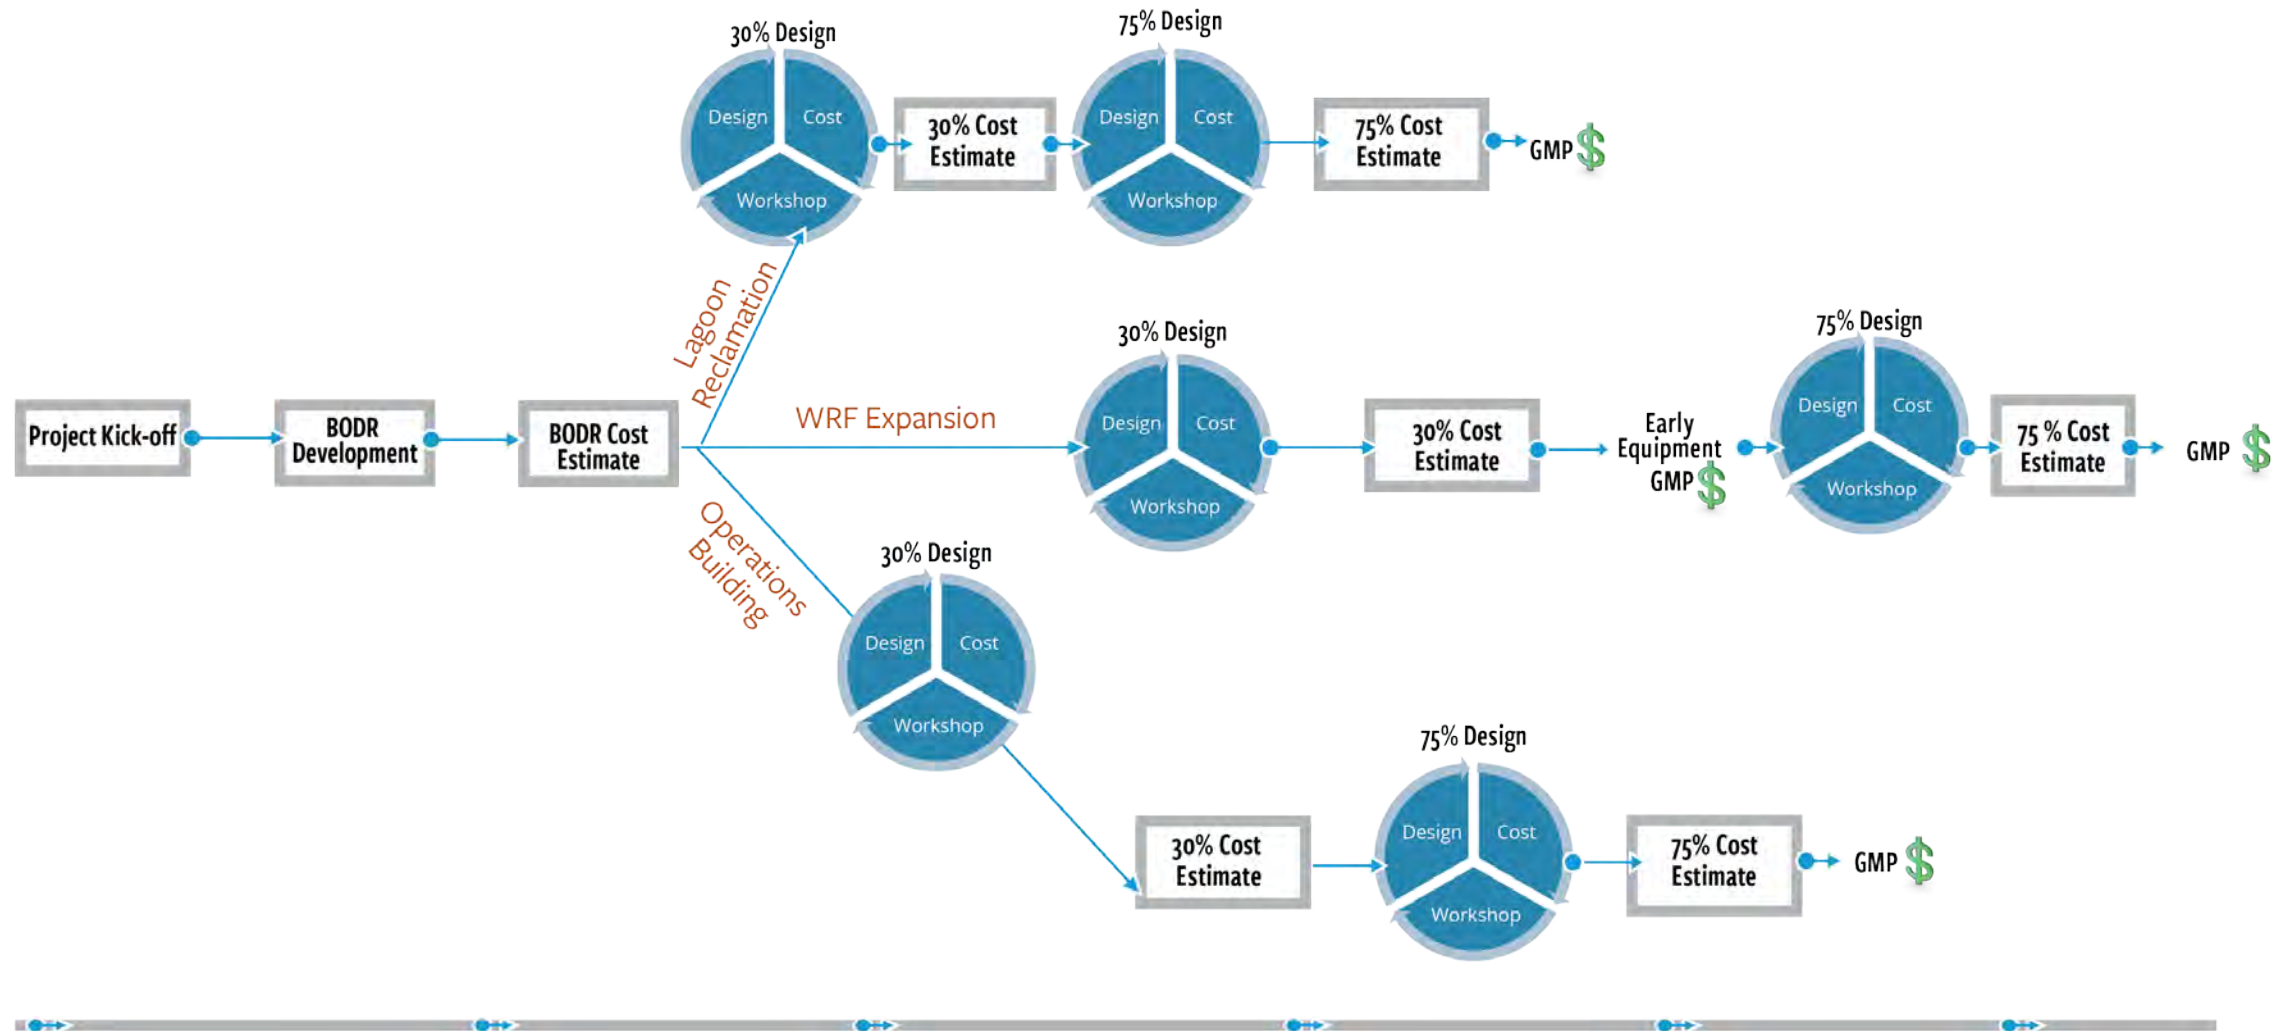 30% Design
Design
Cost
Workshop
30% Cost
Estimate
75% Design
Design
Cost
Workshop
75% Cost
Estimate
GMP $
Lagoon
Reclamation
Project Kick-off
BODR
Development
BODR Cost
Estimate
WRF Expansion
30% Design
Design
Cost
Workshop
30% Cost
Estimate
Early
Equipment
GMP $
75% Design
Design
Cost
Workshop
75 % Cost
Estimate
GMP $
Operations
Building
30% Design
Design
Cost
Workshop
30% Cost
Estimate
75% Design
Design
Cost
Workshop
75% Cost
Estimate
GMP $